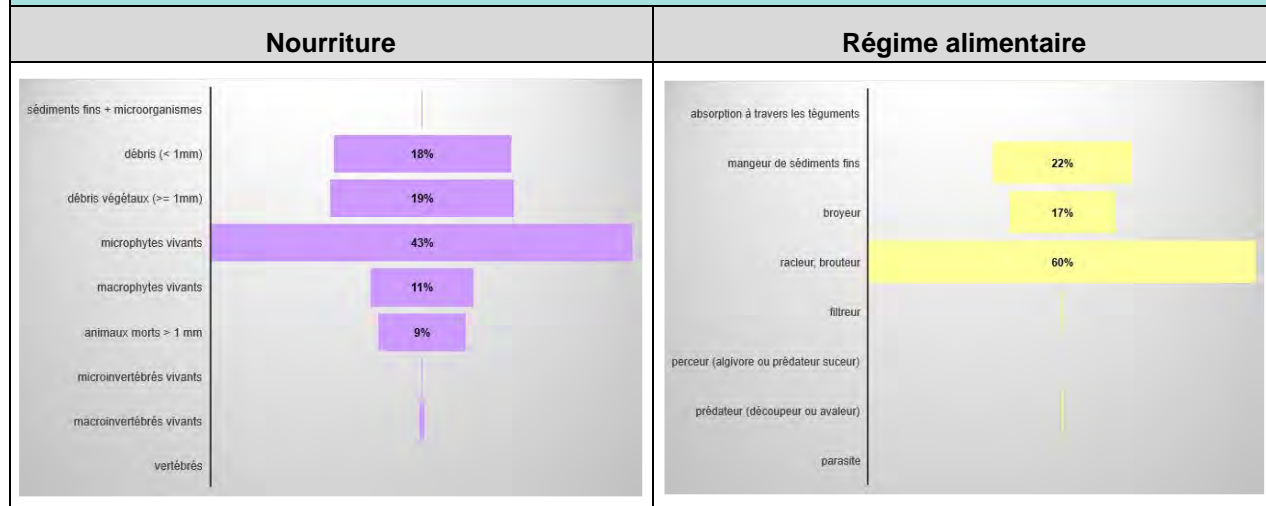 Nourriture
sédiments fins + microorganismes
débris (< 1mm)
18%
débris végétaux (>= 1mm)
19%
microphytes vivants
43%
macrophytes vivants
11%
animaux morts > 1 mm
9%
microinvertébrés vivants
macroinvertébrés vivants
vertébrés
Régime alimentaire
absorption à travers les téguments
mangeur de sédiments fins
22%
broyeur
17%
racleur, brouteur
60%
filtreur
perceur (algivore ou prédateur suceur)
prédateur (découpeur ou avaleur)
parasite